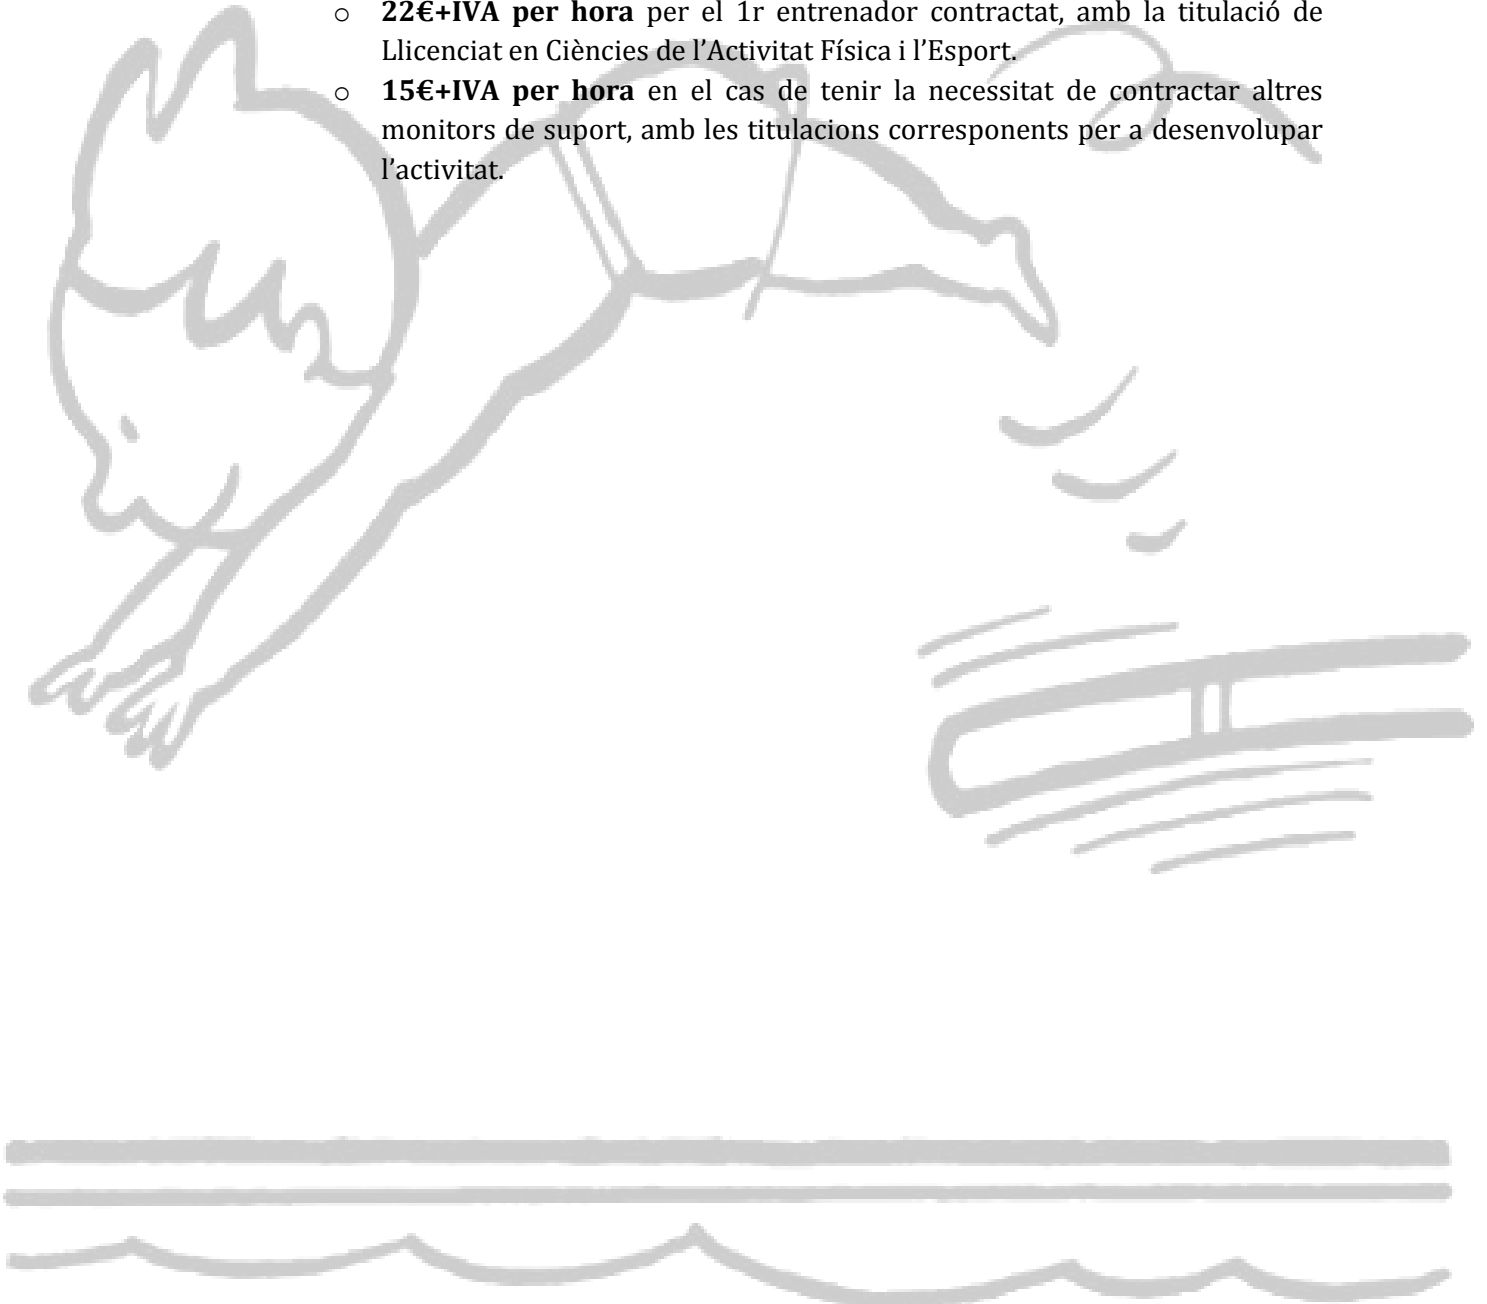 o 22€+IVA per hora per el 1r entrenador contractat, amb la titulació de
Llicenciat en Ciències de l’Activitat Física i l’Esport.
o 15€+IVA per hora en el cas de tenir la necessitat de contractar altres
monitors de suport, amb les titulacions corresponents per a desenvolupar
l’activitat.